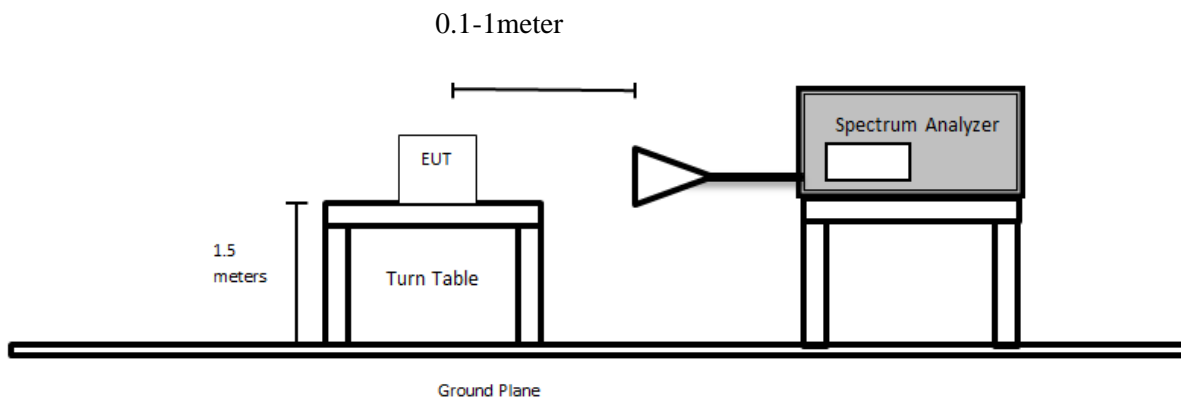 0.1-1meter
Spectrum Analyzer
EUT
1.5
meters
Turn Table
Ground Plane